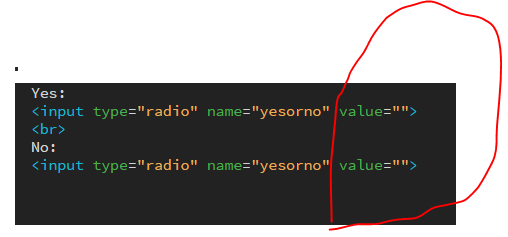 .
Yes:
<input type="radio" name="yesorno" value="">
<br>
No:
<input type="radio" name="yesorno" value="">